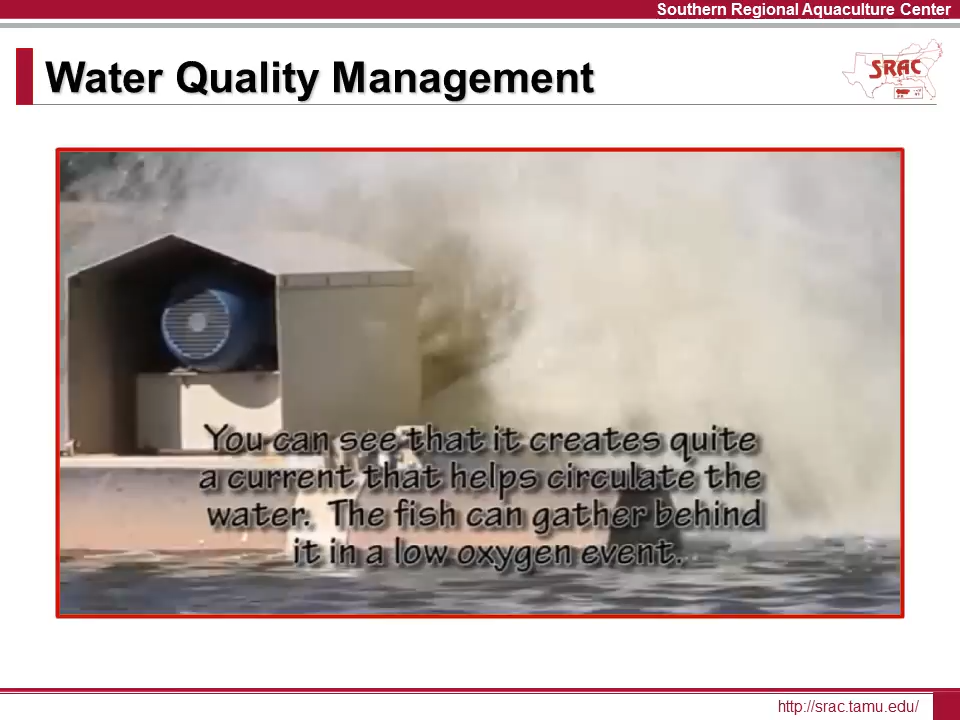 Southern Regional Aquaculture Center
Water Quality Management
SRAC
You can see that it creates quite
a current that helps circulate the
water. The fish can gather behind
it in a low oxygen event.
http://srac.tamu.edu/